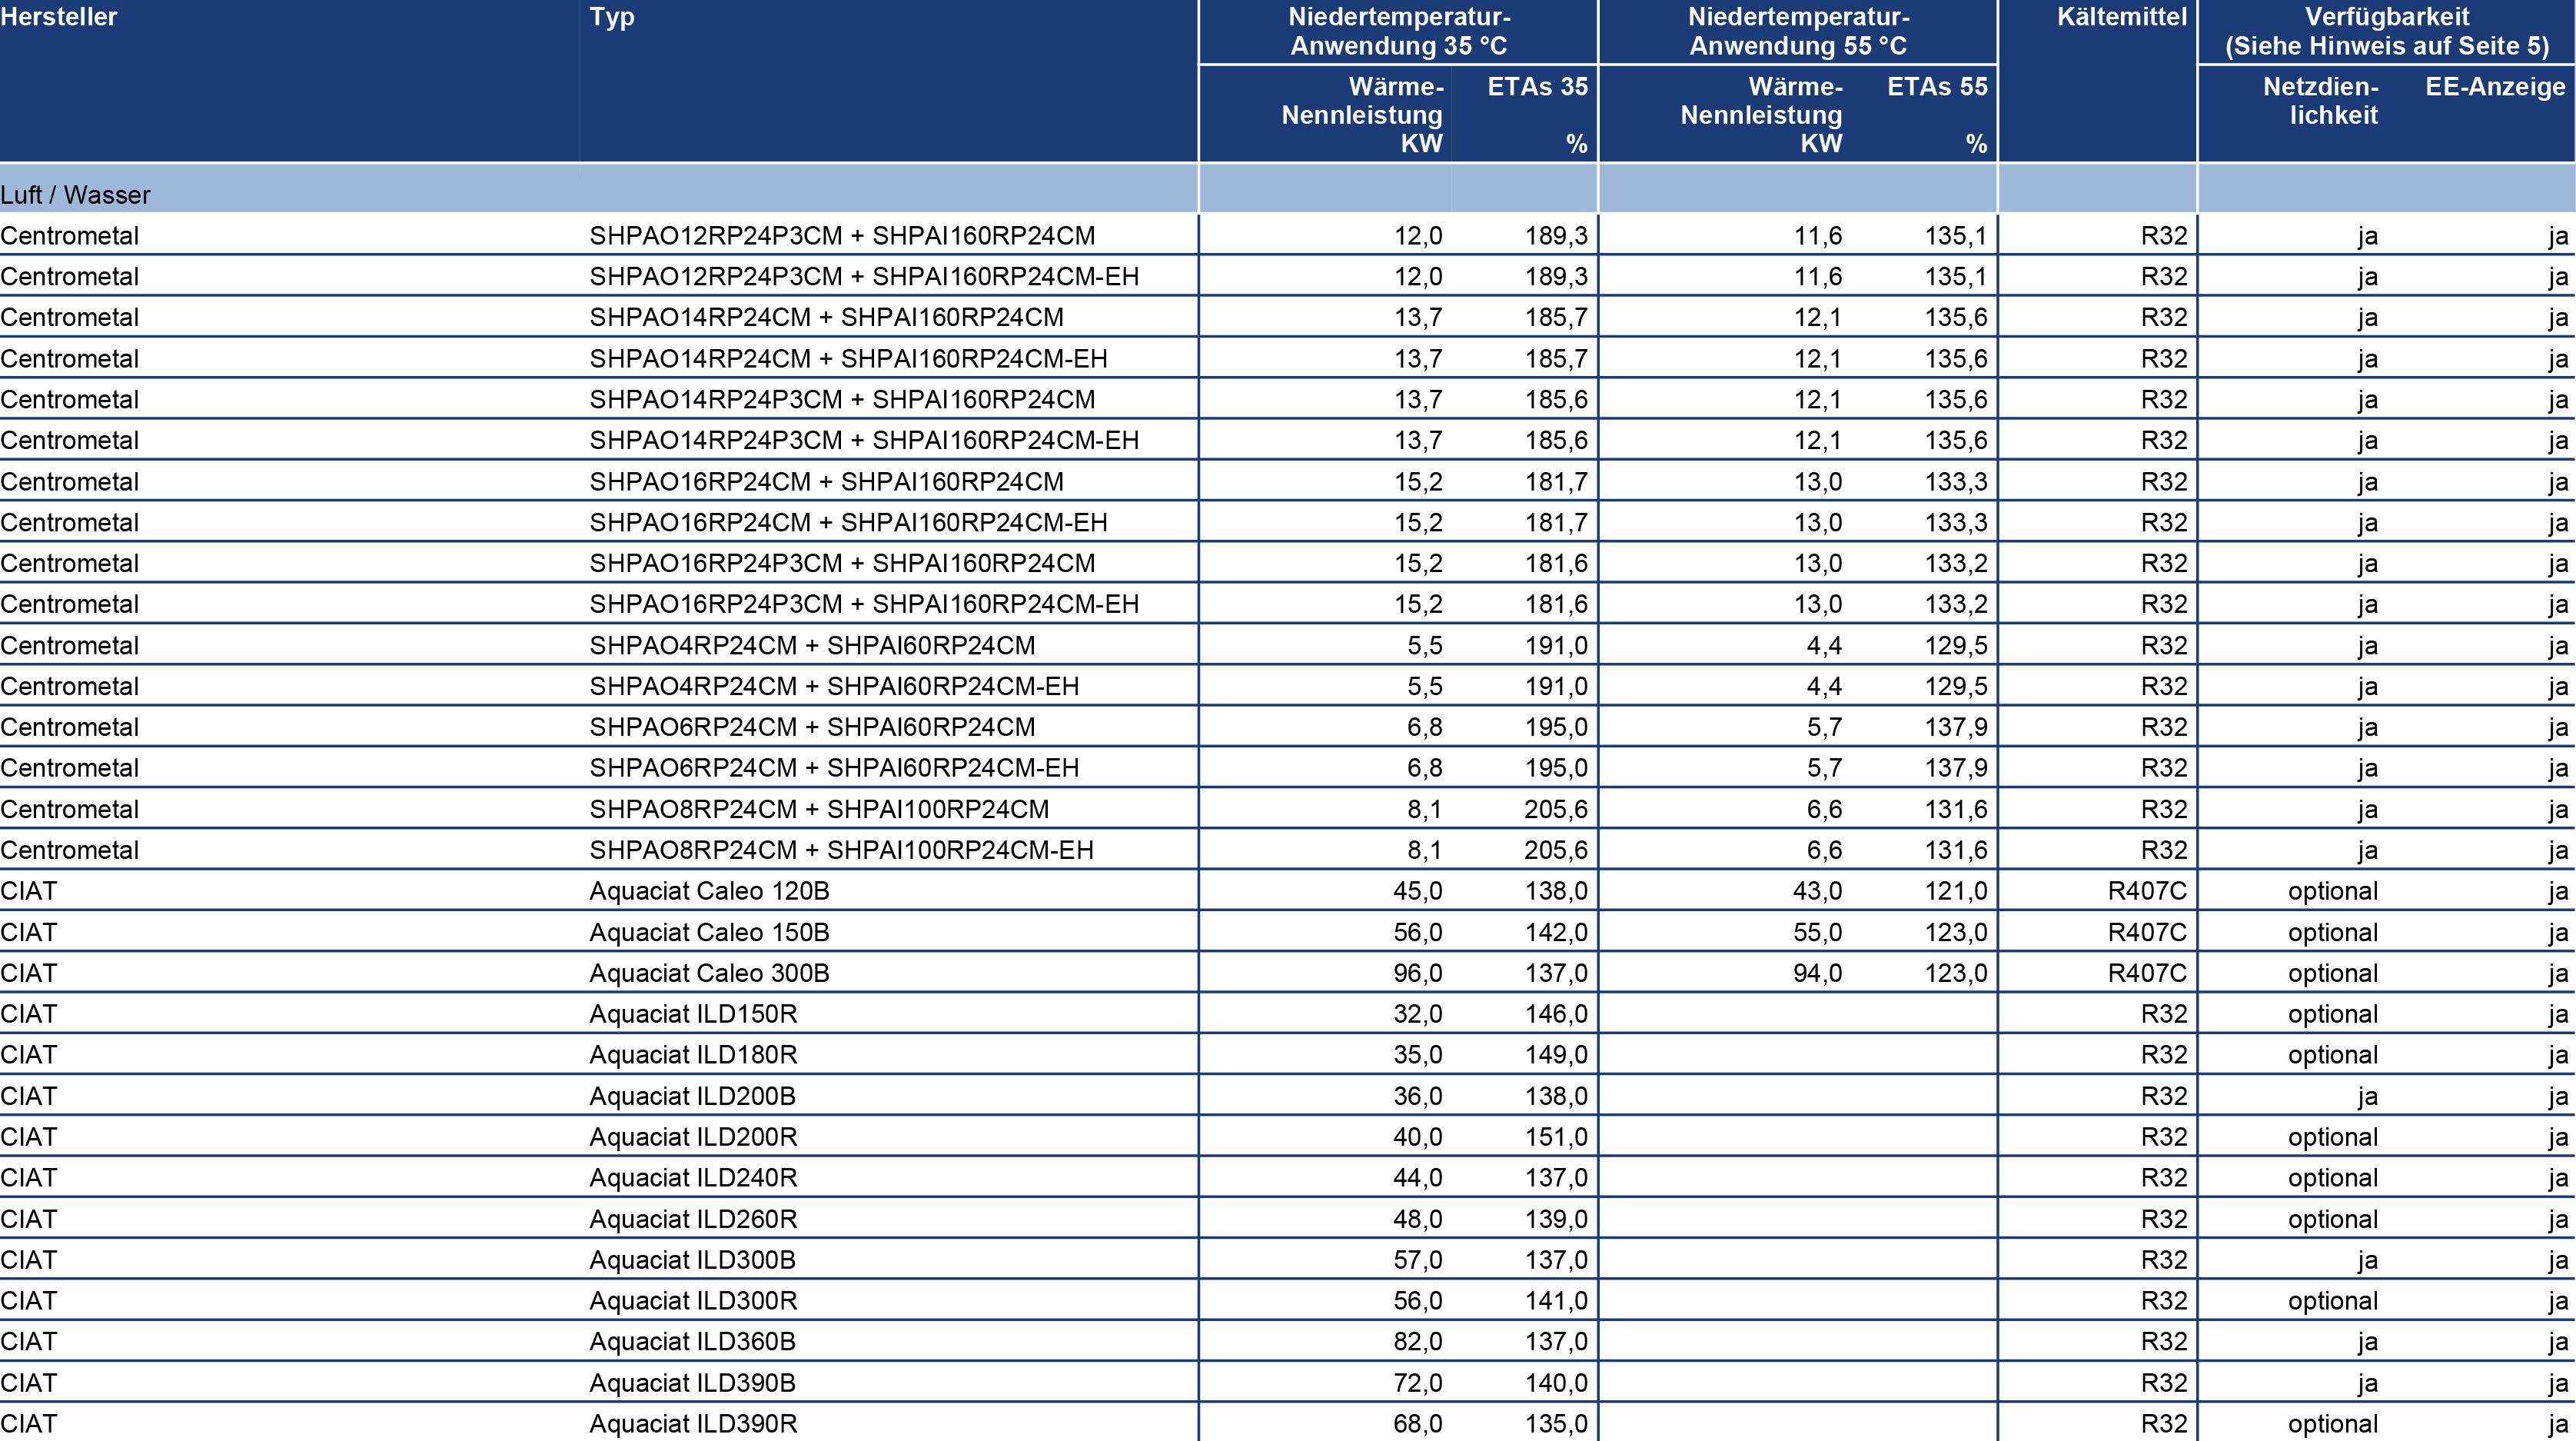 Hersteller Typ Niedertemperatur- Niedertemperatur- Kältemittel Verfügbarkeit
Anwendung 35 °C Anwendung 55 °C (Siehe Hinweis auf Seite 5)
Wärme- ETAs 35 Wärme- ETAs 55 Netzdien- EE-Anzeige
Nennleistung Nennleistung lichkeit
KW % KW %
Luft / Wasser
Centrometal SHPAO12RP24P3CM + SHPAI160RP24CM 12,0 189,3 11,6 135,1 R32 ja ja
Centrometal SHPAO12RP24P3CM + SHPAI160RP24CM-EH 12,0 189,3 11,6 135,1 R32 ja ja
Centrometal SHPAO14RP24CM + SHPAI160RP24CM 13,7 185,7 12,1 135,6 R32 ja ja
Centrometal SHPAO14RP24CM + SHPAI160RP24CM-EH 13,7 185,7 12,1 135,6 R32 ja ja
Centrometal SHPAO14RP24P3CM + SHPAI160RP24CM 13,7 185,6 12,1 135,6 R32 ja ja
Centrometal SHPAO14RP24P3CM + SHPAI160RP24CM-EH 13,7 185,6 12,1 135,6 R32 ja ja
Centrometal SHPAO16RP24CM + SHPAI160RP24CM 15,2 181,7 13,0 133,3 R32 ja ja
Centrometal SHPAO16RP24CM + SHPAI160RP24CM-EH 15,2 181,7 13,0 133,3 R32 ja ja
Centrometal SHPAO16RP24P3CM + SHPAI160RP24CM 15,2 181,6 13,0 133,2 R32 ja ja
Centrometal SHPAO16RP24P3CM + SHPAI160RP24CM-EH 15,2 181,6 13,0 133,2 R32 ja ja
Centrometal SHPAO4RP24CM + SHPAI60RP24CM 5,5 191,0 4,4 129,5 R32 ja ja
Centrometal SHPAO4RP24CM + SHPAI60RP24CM-EH 5,5 191,0 4,4 129,5 R32 ja ja
Centrometal SHPAO6RP24CM + SHPAI60RP24CM 6,8 195,0 5,7 137,9 R32 ja ja
Centrometal SHPAO6RP24CM + SHPAI60RP24CM-EH 6,8 195,0 5,7 137,9 R32 ja ja
Centrometal SHPAO8RP24CM + SHPAI100RP24CM 8,1 205,6 6,6 131,6 R32 ja ja
Centrometal SHPAO8RP24CM + SHPAI100RP24CM-EH 8,1 205,6 6,6 131,6 R32 ja ja
CIAT Aquaciat Caleo 120B 45,0 138,0 43,0 121,0 R407C optional ja
CIAT Aquaciat Caleo 150B 56,0 142,0 55,0 123,0 R407C optional ja
CIAT Aquaciat Caleo 300B 96,0 137,0 94,0 123,0 R407C optional ja
CIAT Aquaciat ILD150R 32,0 146,0 R32 optional ja
CIAT Aquaciat ILD180R 35,0 149,0 R32 optional ja
CIAT Aquaciat ILD200B 36,0 138,0 R32 ja ja
CIAT Aquaciat ILD200R 40,0 151,0 R32 optional ja
CIAT Aquaciat ILD240R 44,0 137,0 R32 optional ja
CIAT Aquaciat ILD260R 48,0 139,0 R32 optional ja
CIAT Aquaciat ILD300B 57,0 137,0 R32 ja ja
CIAT Aquaciat ILD300R 56,0 141,0 R32 optional ja
CIAT Aquaciat ILD360B 82,0 137,0 R32 ja ja
CIAT Aquaciat ILD390B 72,0 140,0 R32 ja ja
CIAT Aquaciat ILD390R 68,0 135,0 R32 optional ja